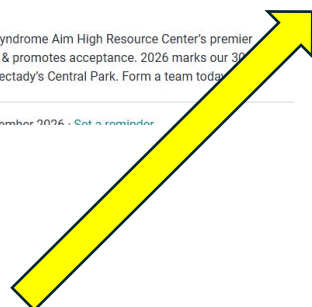 yndrome Aim High Resource Center's premier
& promotes acceptance. 2026 marks our 30
ectady's Central Park. Form a team today
ember 2026 · Set a reminder